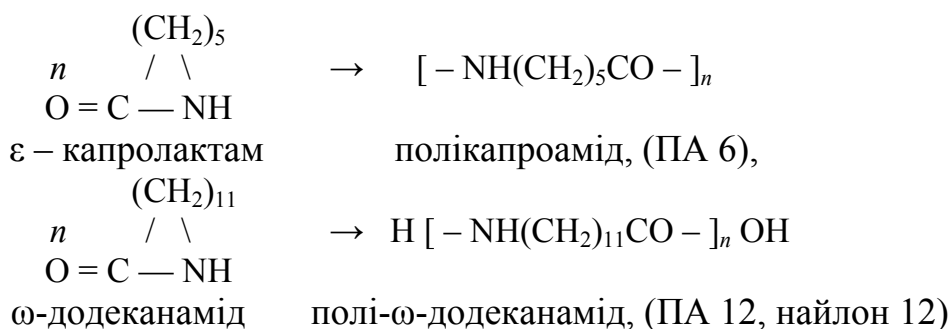 (CH₂)₅
n / \ → [ – NH(CH₂)₅CO – ]ₙ
O = C — NH
ε – капролактам полікапроамід, (ПА 6),
(CH₂)₁₁
n / \ → H [ – NH(CH₂)₁₁CO – ]ₙ OH
O = C — NH
ω-додеканамід полі-ω-додеканамід, (ПА 12, найлон 12)